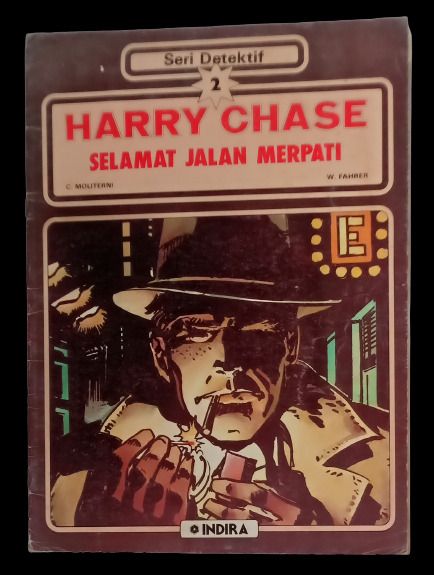 Seri Detektif
2
HARRY CHASE
SELAMAT JALAN MERPATI
C. MOLITERNI
W. FAHRER
E
INDIRA